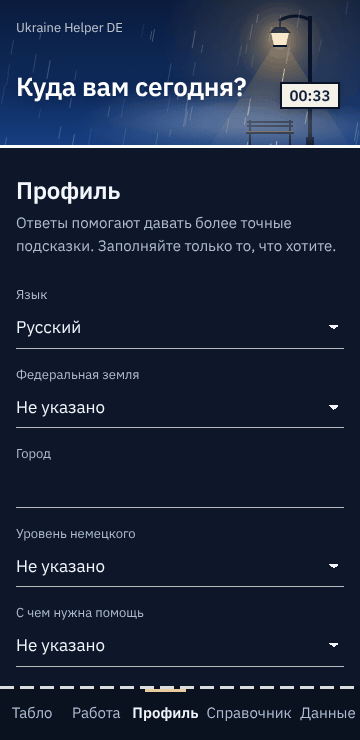 Ukraine Helper DE
Куда вам сегодня?
00:33
Профиль
Ответы помогают давать более точные
подсказки. Заполняйте только то, что хотите.
Язык
Русский
Федеральная земля
Не указано
Город
Уровень немецкого
Не указано
С чем нужна помощь
Не указано
Табло Работа Профиль Справочник Данные